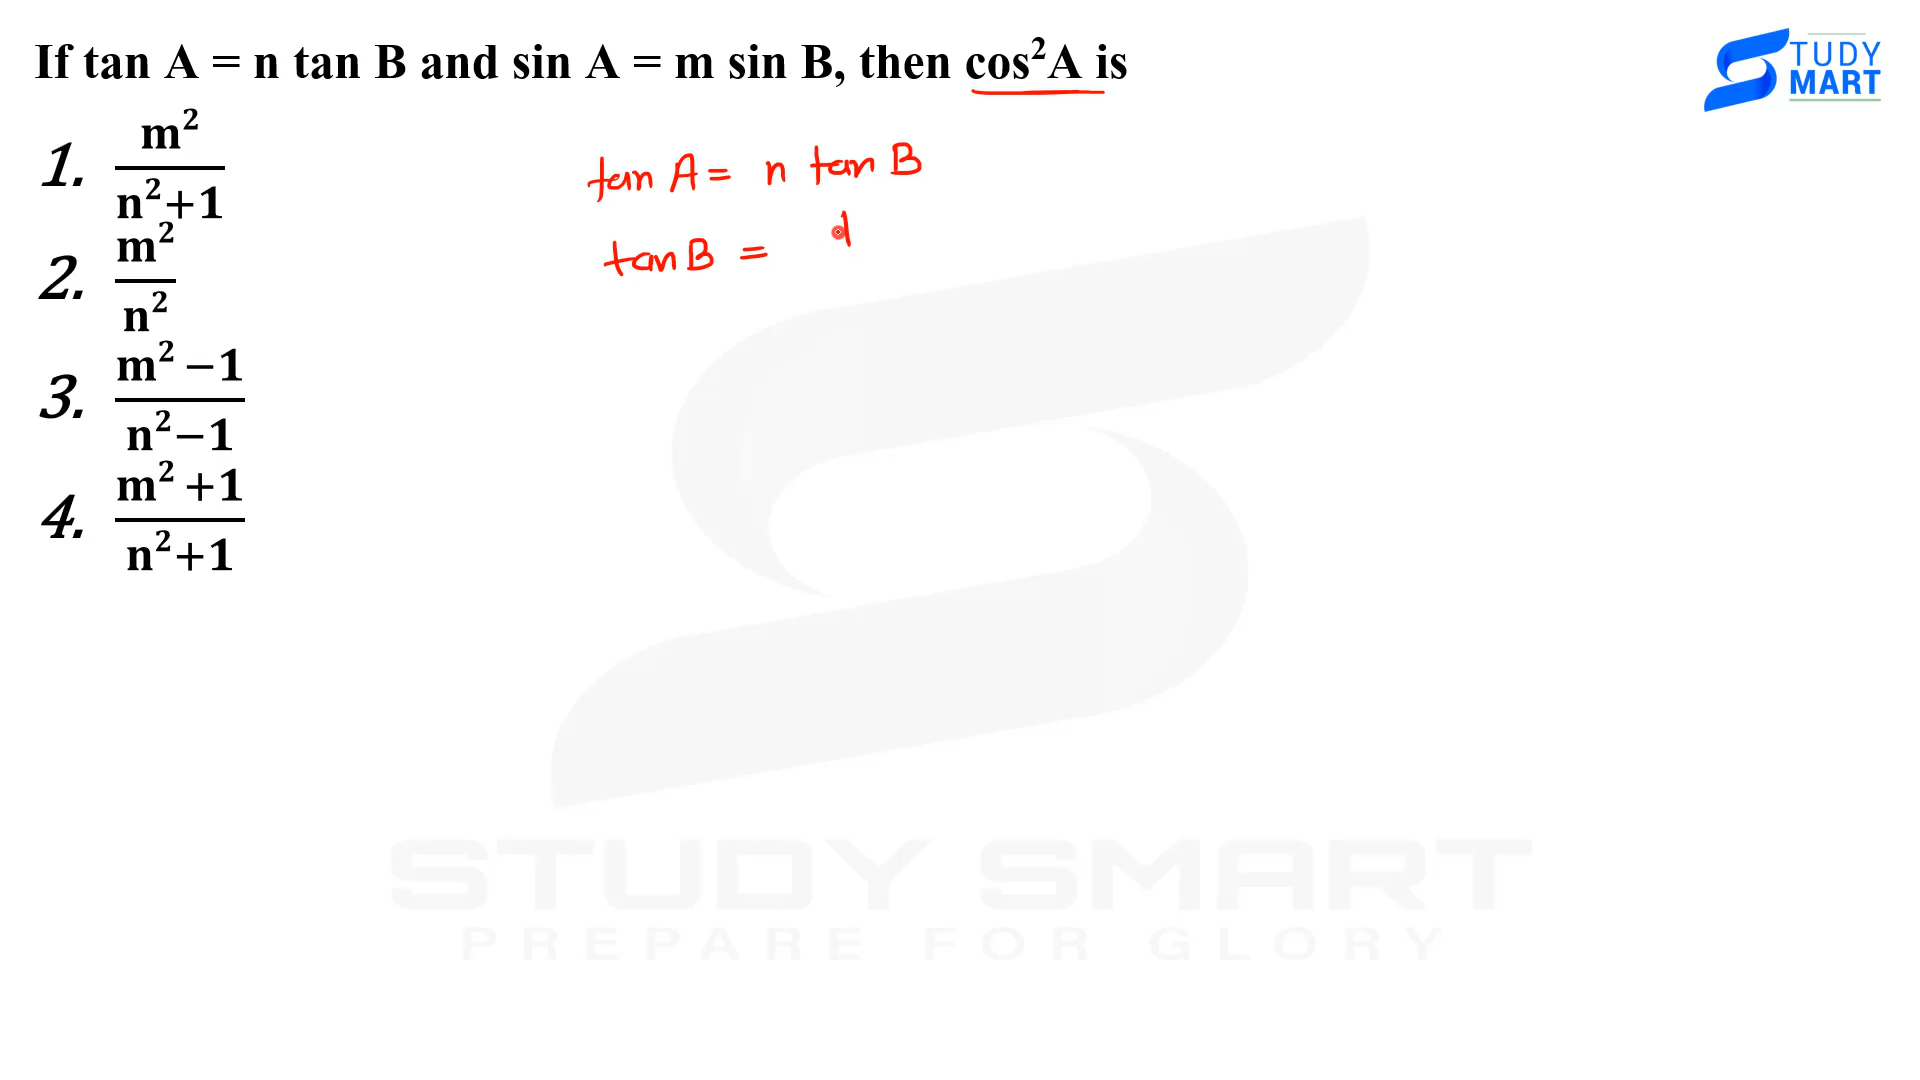 If tan A = n tan B and sin A = m sin B, then cos²A is
STUDY
MART
1. m²/(n²+1)
2. m²/n²
3. (m² −1)/(n²−1)
4. (m² +1)/(n²+1)
tan A = n tan B
tan B =
STUDY SMART
PREPARE FOR GLORY